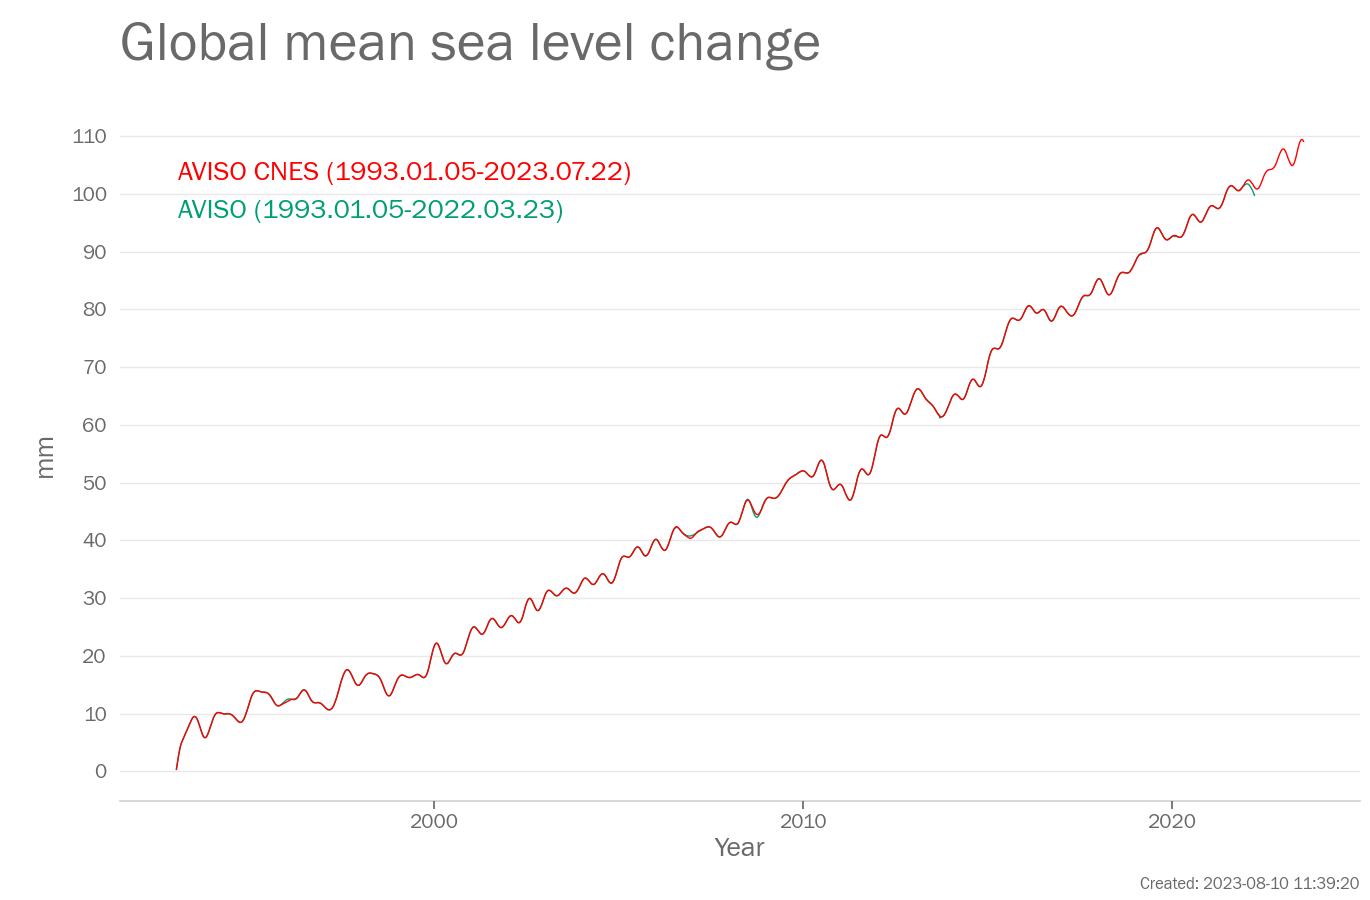 Global mean sea level change
110
AVISO CNES (1993.01.05-2023.07.22)
100
AVISO (1993.01.05-2022.03.23)
90
80
70
60
mm
50
40
30
20
10
0
2000 2010 2020
Year
Created: 2023-08-10 11:39:20